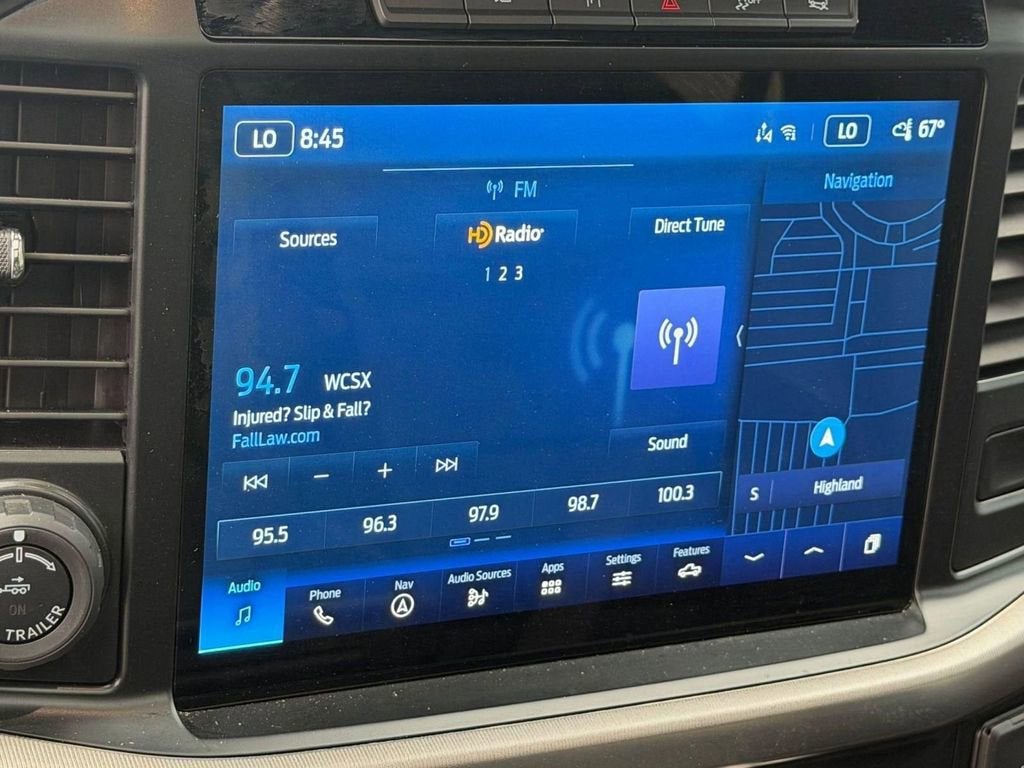 LO 8:45
LO 67°
FM
Navigation
Sources
HD Radio
Direct Tune
1 2 3
94.7 WCSX
Injured? Slip & Fall?
FallLaw.com
Sound
S Highland
95.5 96.3 97.9 98.7 100.3
Audio Phone Nav Audio Sources Apps Settings Features
ON
TRAILER